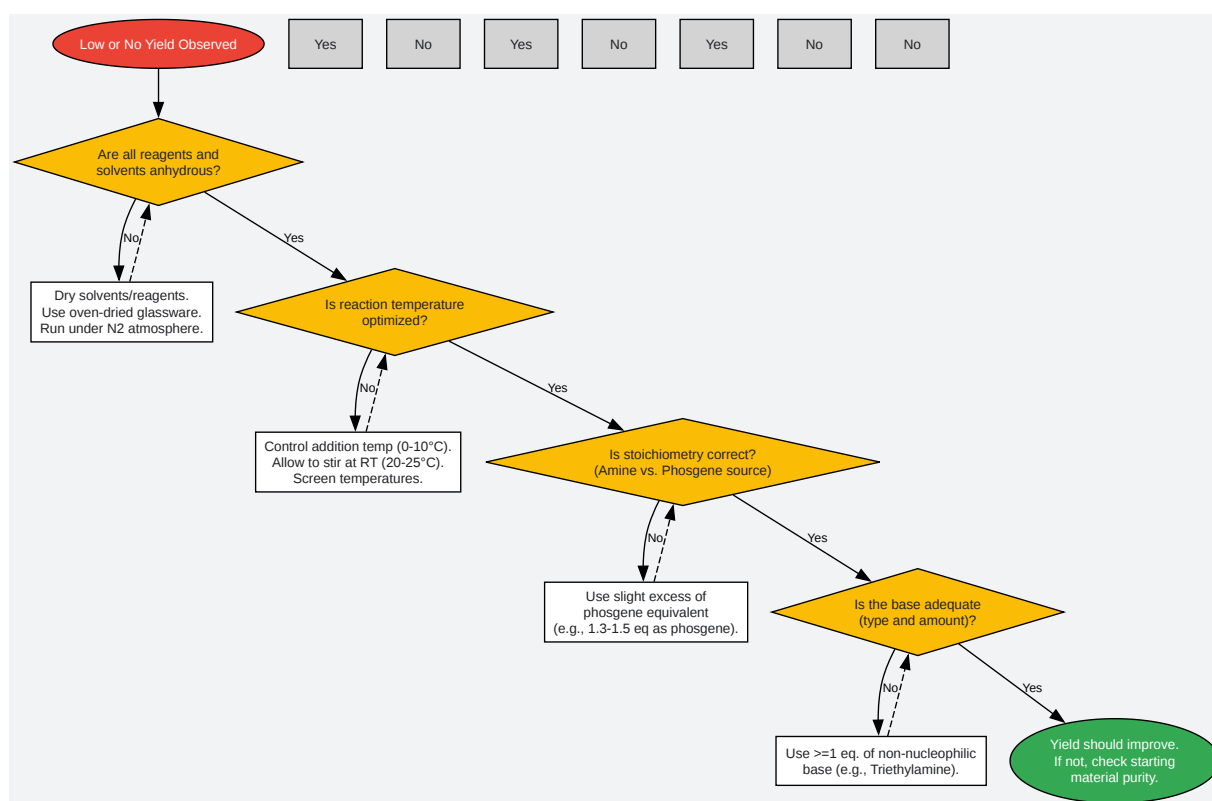 Low or No Yield Observed
Yes
No
Yes
No
Yes
No
No
Are all reagents and
solvents anhydrous?
No
Yes
Dry solvents/reagents.
Use oven-dried glassware.
Run under N2 atmosphere.
Is reaction temperature
optimized?
No
Yes
Control addition temp (0-10°C).
Allow to stir at RT (20-25°C).
Screen temperatures.
Is stoichiometry correct?
(Amine vs. Phosgene source)
No
Yes
Use slight excess of
phosgene equivalent
(e.g., 1.3-1.5 eq as phosgene).
Is the base adequate
(type and amount)?
No
Yes
Use >=1 eq. of non-nucleophilic
base (e.g., Triethylamine).
Yield should improve.
If not, check starting
material purity.